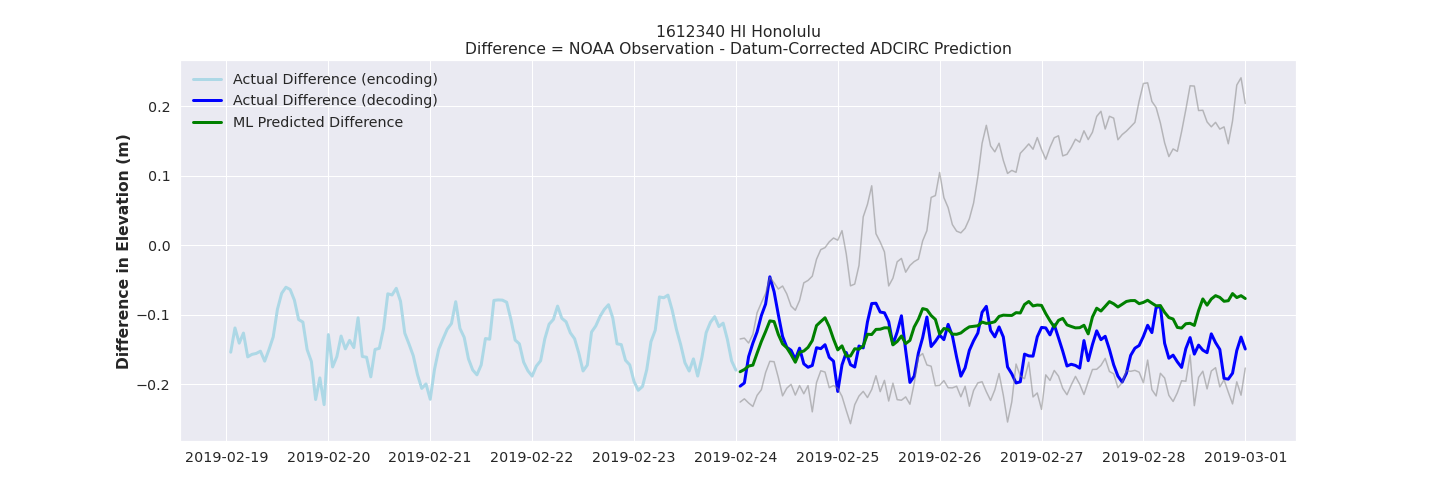 1612340 HI Honolulu
Difference = NOAA Observation - Datum-Corrected ADCIRC Prediction
Actual Difference (encoding)
Actual Difference (decoding)
ML Predicted Difference
Difference in Elevation (m)
0.2
0.1
0.0
−0.1
−0.2
2019-02-19 2019-02-20 2019-02-21 2019-02-22 2019-02-23 2019-02-24 2019-02-25 2019-02-26 2019-02-27 2019-02-28 2019-03-01